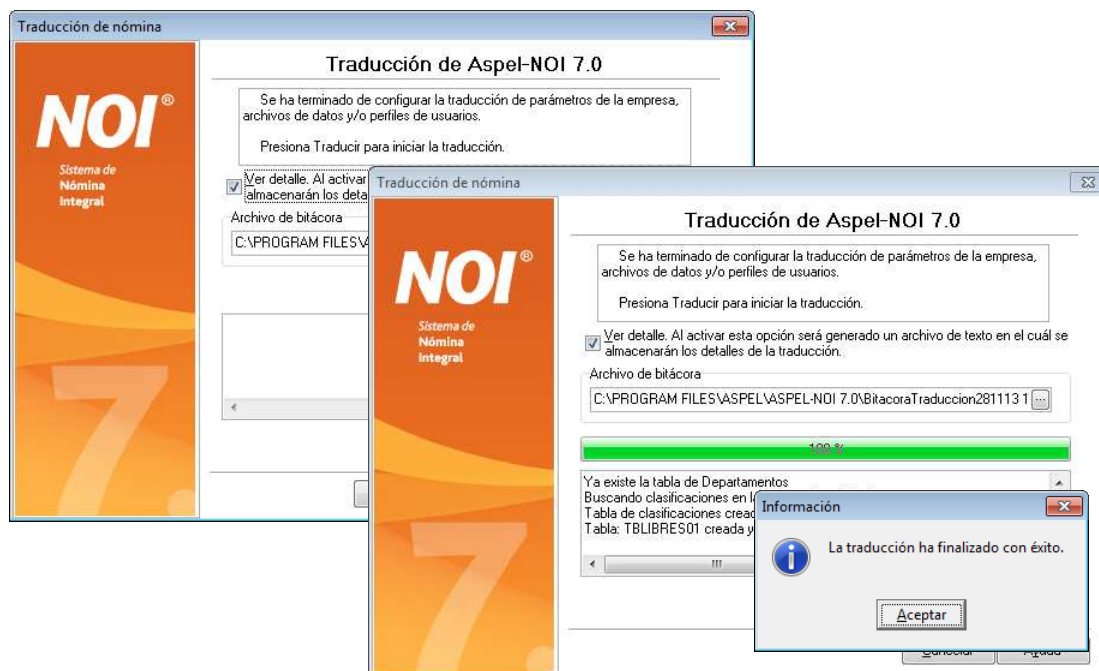 Traducción de nómina
Traducción de Aspel-NOI 7.0
NOI®
Sistema de
Nómina
Integral
7.
Se ha terminado de configurar la traducción de parámetros de la empresa,
archivos de datos y/o perfiles de usuarios.
Presiona Traducir para iniciar la traducción.
Ver detalle. Al activar
almacenarán los deta
Archivo de bitácora
C:\PROGRAM FILES\A
Traducción de nómina
Traducción de Aspel-NOI 7.0
NOI®
Sistema de
Nómina
Integral
7.
Se ha terminado de configurar la traducción de parámetros de la empresa,
archivos de datos y/o perfiles de usuarios.
Presiona Traducir para iniciar la traducción.
Ver detalle. Al activar esta opción será generado un archivo de texto en el cuál se
almacenarán los detalles de la traducción.
Archivo de bitácora
C:\PROGRAM FILES\ASPEL\ASPEL-NOI 7.0\BitacoraTraduccion281113 1 ...
100 %
Ya existe la tabla de Departamentos
Buscando clasificaciones en l
Tabla de clasificaciones cread
Tabla: TBLIBRES01 creada y
Información
La traducción ha finalizado con éxito.
Aceptar
Cancelar
Ayuda